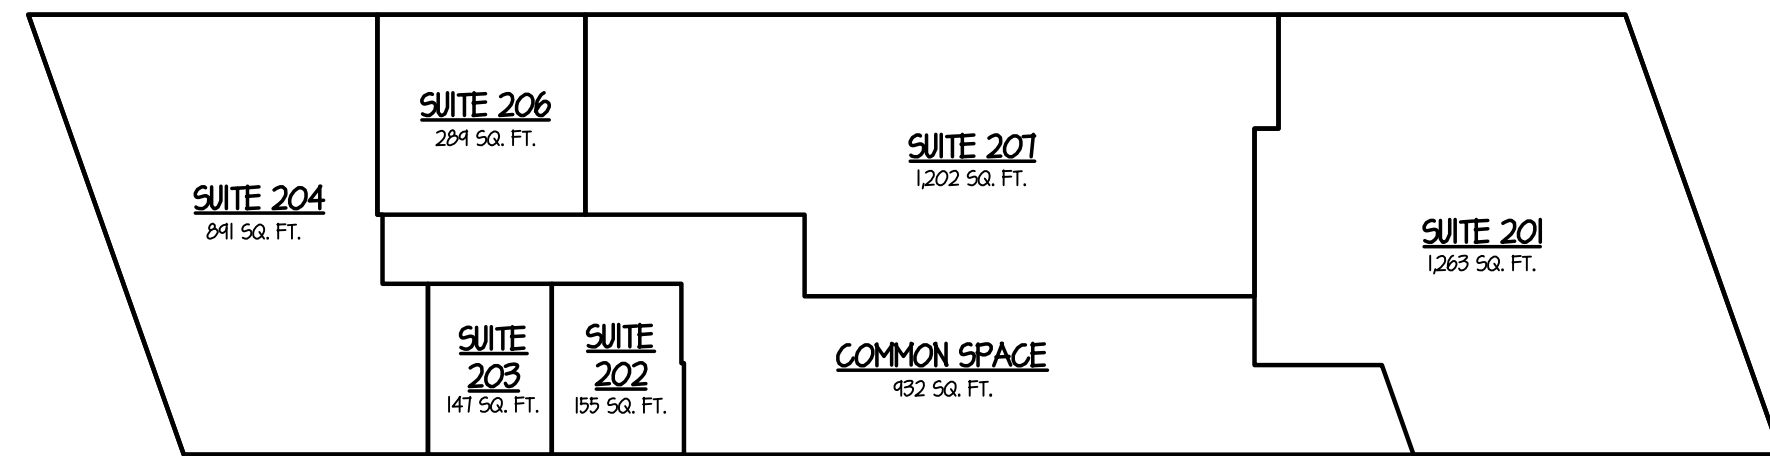 SUITE 206
289 SQ. FT.
SUITE 207
1,202 SQ. FT.
SUITE 204
891 SQ. FT.
SUITE 201
1,263 SQ. FT.
SUITE
203
147 SQ. FT.
SUITE
202
155 SQ. FT.
COMMON SPACE
932 SQ. FT.